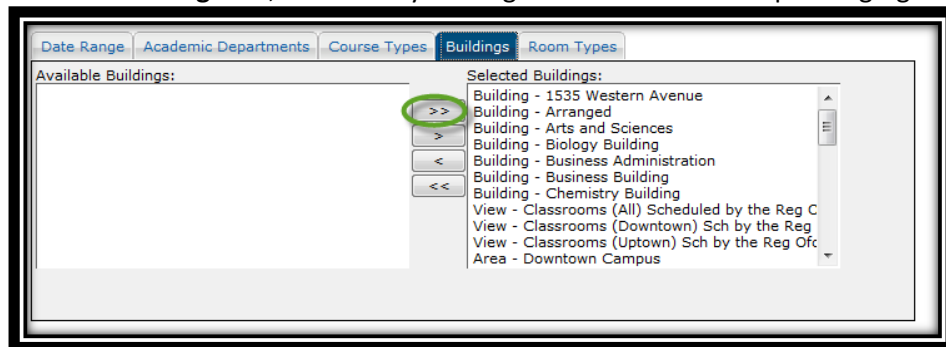 Date Range Academic Departments Course Types Buildings Room Types
Available Buildings: Selected Buildings:
Building - 1535 Western Avenue
>> Building - Arranged
Building - Arts and Sciences
> Building - Biology Building
< Building - Business Administration
Building - Business Building
<< Building - Chemistry Building
View - Classrooms (All) Scheduled by the Reg O
View - Classrooms (Downtown) Sch by the Reg
View - Classrooms (Uptown) Sch by the Reg Ofc
Area - Downtown Campus